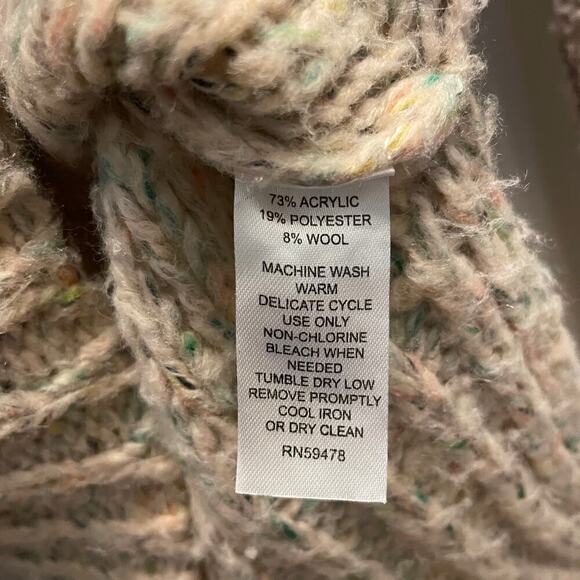 73% ACRYLIC
19% POLYESTER
8% WOOL
MACHINE WASH
WARM
DELICATE CYCLE
USE ONLY
NON-CHLORINE
BLEACH WHEN
NEEDED
TUMBLE DRY LOW
REMOVE PROMPTLY
COOL IRON
OR DRY CLEAN
RN59478